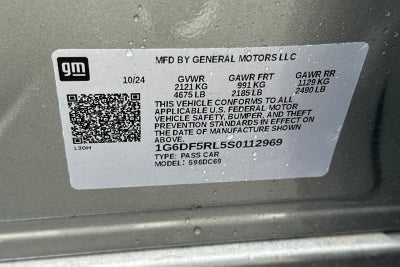 gm
MFD BY GENERAL MOTORS LLC
10/24 GVWR GAWR FRT GAWR RR
2121 KG 991 KG 1129 KG
4675 LB 2185 LB 2490 LB
THIS VEHICLE CONFORMS TO ALL
APPLICABLE U.S. FEDERAL MOTOR
VEHICLE SAFETY, BUMPER, AND THEFT
PREVENTION STANDARDS IN EFFECT ON
THE DATE OF MANUFACTURE SHOWN
ABOVE.
1G6DF5RL5S0112969
TYPE: PASS CAR
MODEL: 596DC69